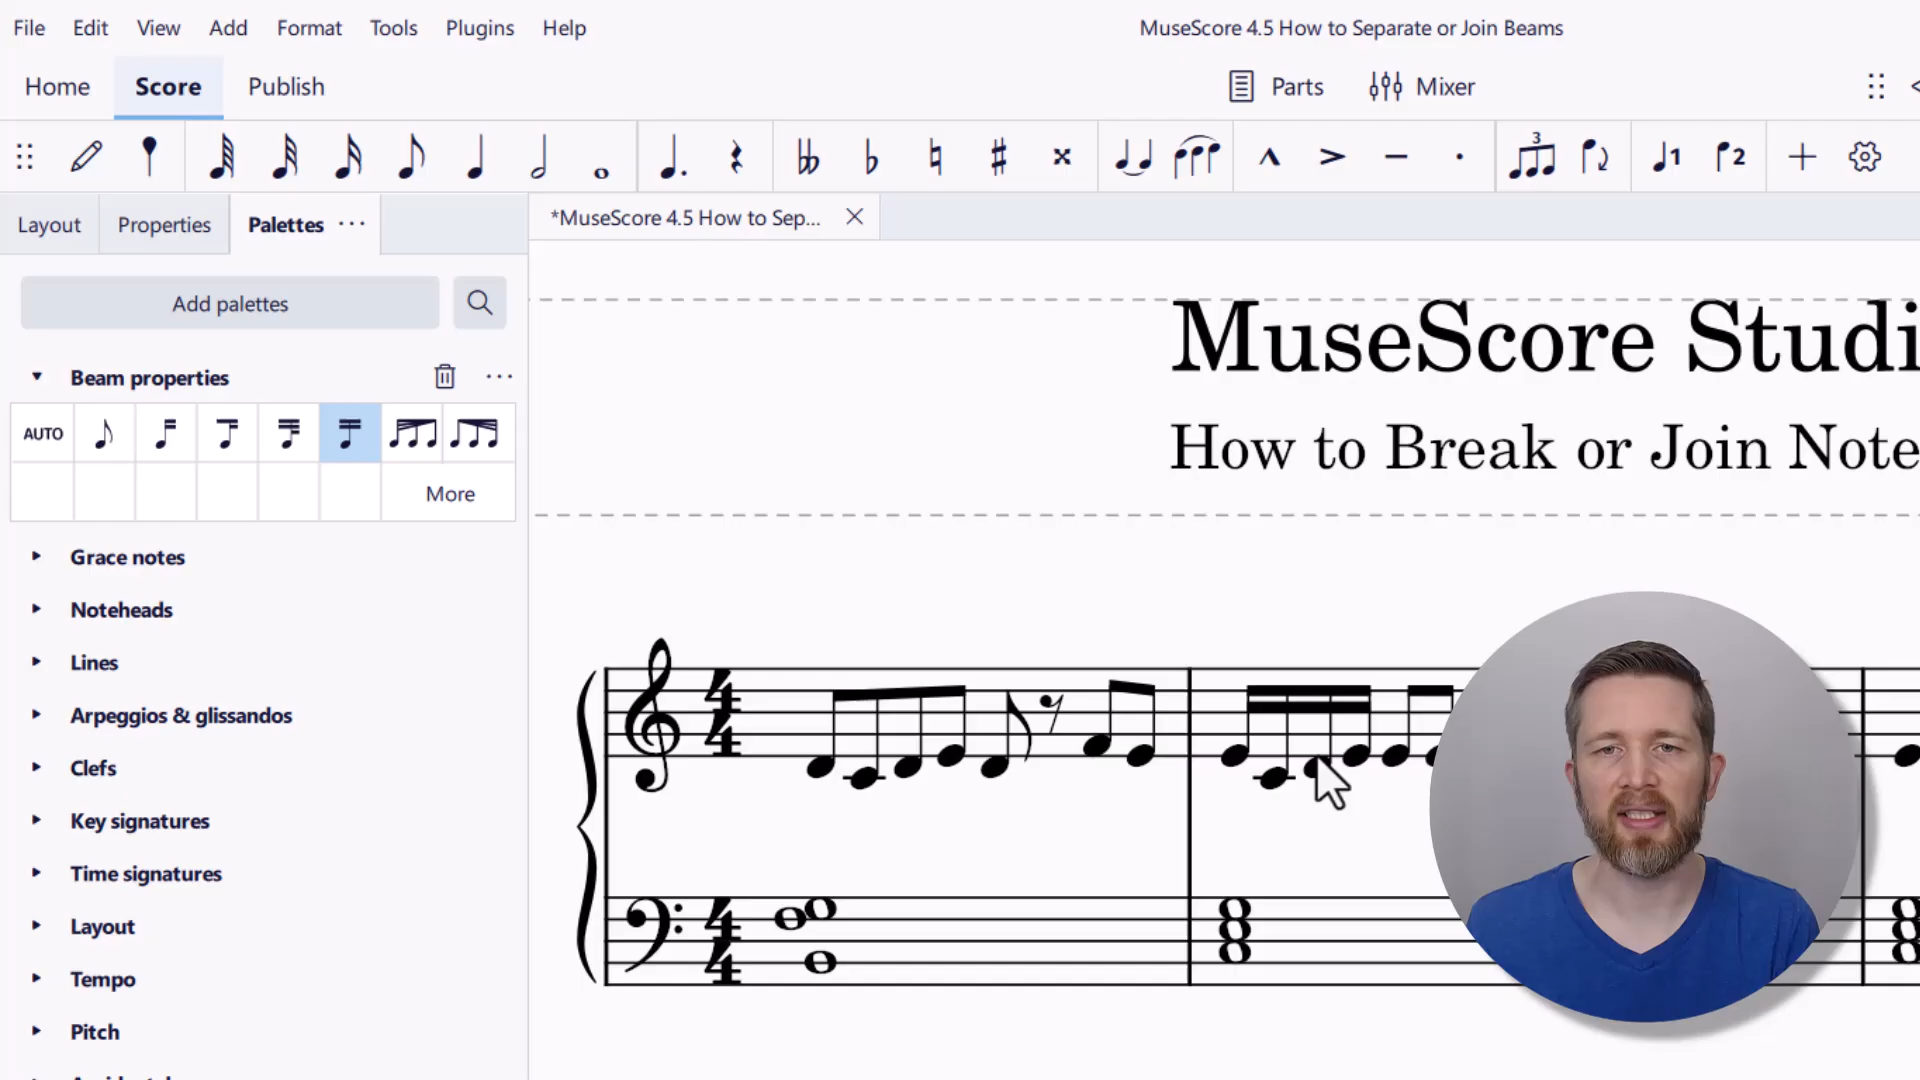 File Edit View Add Format Tools Plugins Help
MuseScore 4.5 How to Separate or Join Beams
Home Score Publish
Parts Mixer
3
1 2
Layout Properties Palettes ···
*MuseScore 4.5 How to Sep...
Add palettes
MuseScore Studi
How to Break or Join Note
Beam properties
AUTO
More
Grace notes
Noteheads
Lines
Arpeggios & glissandos
Clefs
Key signatures
Time signatures
Layout
Tempo
Pitch